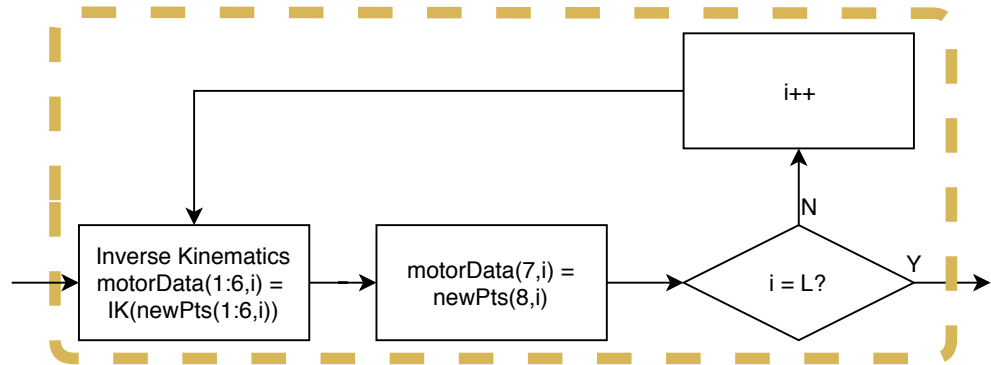 i++
N
Inverse Kinematics
motorData(1:6,i) =
IK(newPts(1:6,i))
motorData(7,i) =
newPts(8,i)
i = L?
Y